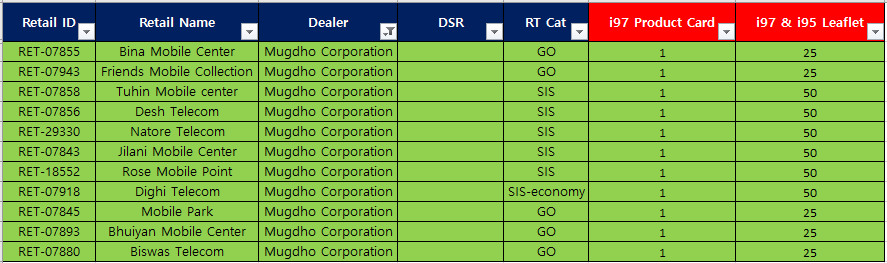 Retail ID Retail Name Dealer DSR RT Cat i97 Product Card i97 & i95 Leaflet
RET-07855 Bina Mobile Center Mugdho Corporation GO 1 25
RET-07943 Friends Mobile Collection Mugdho Corporation GO 1 25
RET-07858 Tuhin Mobile center Mugdho Corporation SIS 1 50
RET-07856 Desh Telecom Mugdho Corporation SIS 1 50
RET-29330 Natore Telecom Mugdho Corporation SIS 1 50
RET-07843 Jilani Mobile Center Mugdho Corporation SIS 1 50
RET-18552 Rose Mobile Point Mugdho Corporation SIS 1 50
RET-07918 Dighi Telecom Mugdho Corporation SIS-economy 1 50
RET-07845 Mobile Park Mugdho Corporation GO 1 25
RET-07893 Bhuiyan Mobile Center Mugdho Corporation GO 1 25
RET-07880 Biswas Telecom Mugdho Corporation GO 1 25